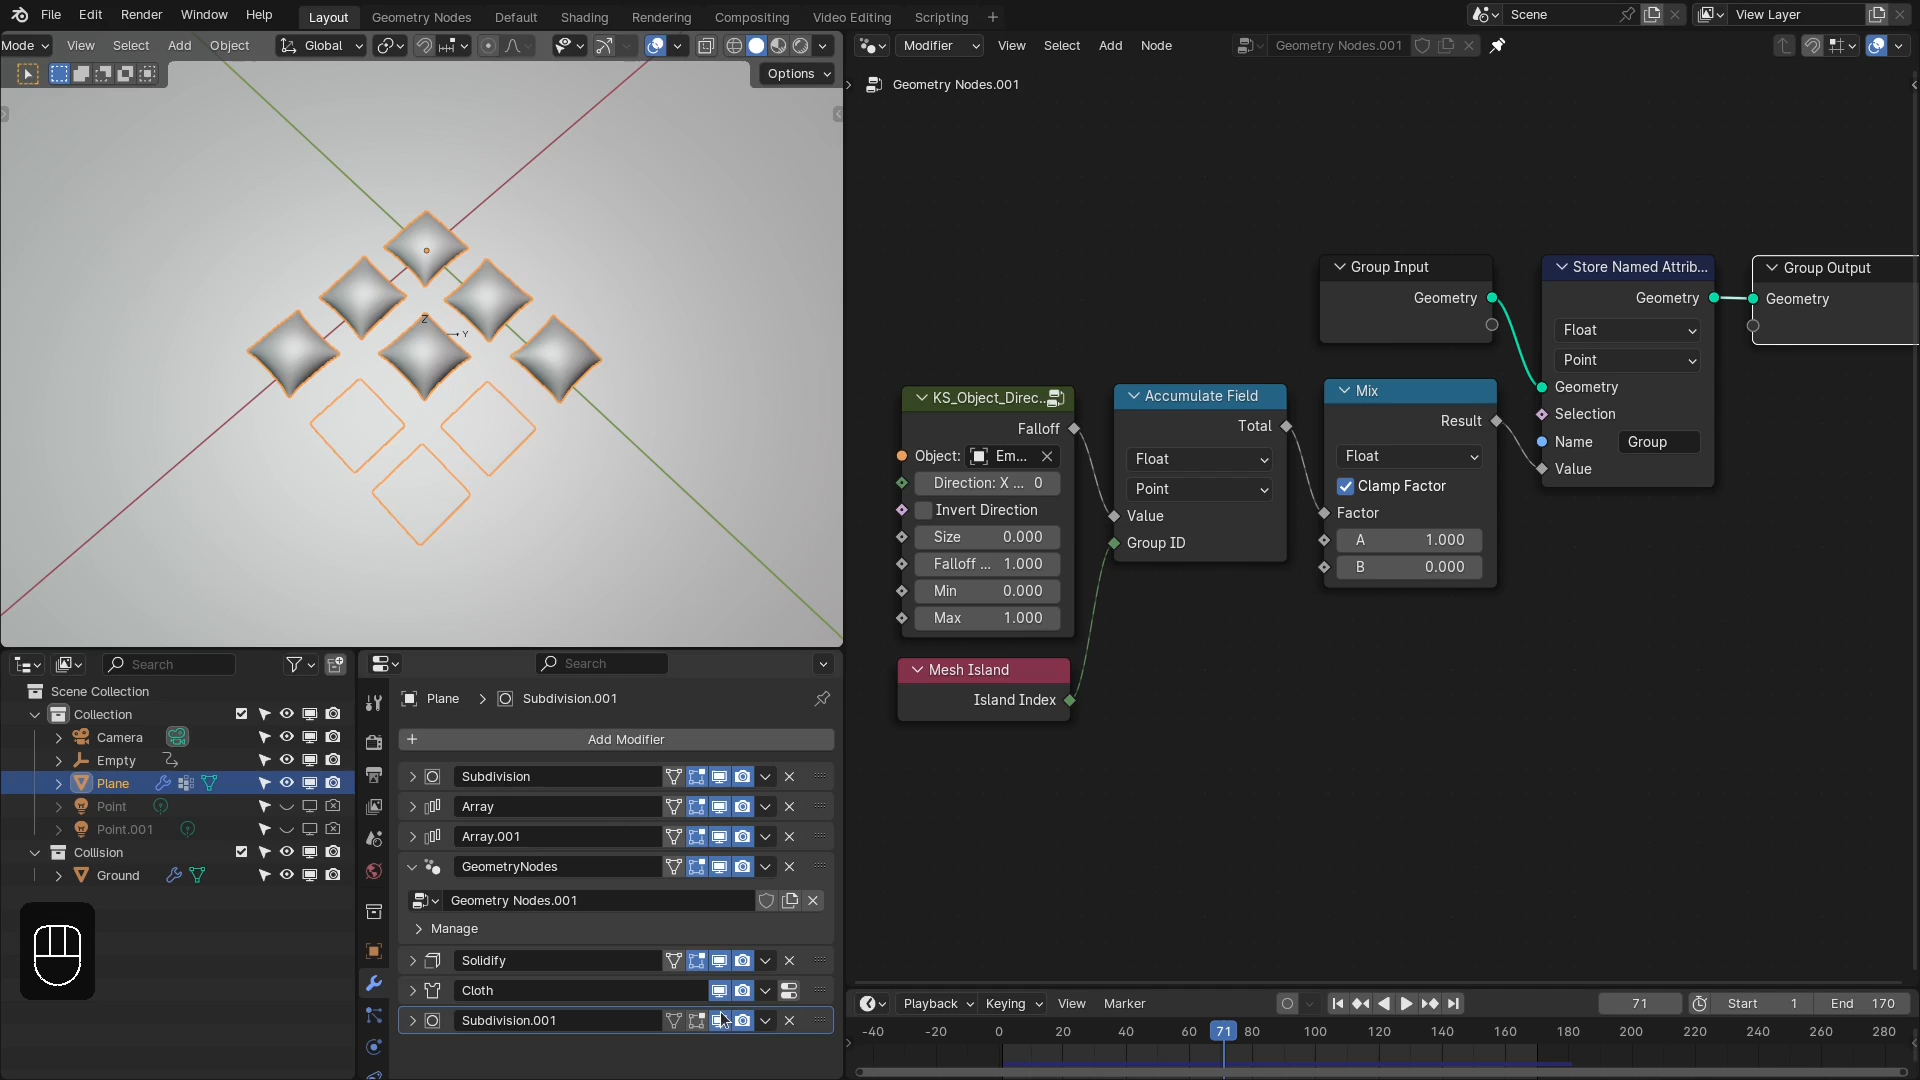 File Edit Render Window Help Layout Geometry Nodes Default Shading Rendering Compositing Video Editing Scripting + Scene View Layer
Mode View Select Add Object Global
Options
Modifier View Select Add Node Geometry Nodes.001
Geometry Nodes.001
Z
Y
Group Input
Geometry
Store Named Attrib...
Geometry
Float
Point
Geometry
Selection
Name Group
Value
Group Output
Geometry
KS_Object_Direc...
Falloff
Object: Em...
Direction: X ... 0
Invert Direction
Size 0.000
Falloff ... 1.000
Min 0.000
Max 1.000
Accumulate Field
Total
Float
Point
Value
Group ID
Mix
Result
Float
Clamp Factor
Factor
A 1.000
B 0.000
Mesh Island
Island Index
Search
Scene Collection
Collection
Camera
Empty
Plane
Point
Point.001
Collision
Ground
Search
Plane > Subdivision.001
+ Add Modifier
Subdivision
Array
Array.001
GeometryNodes
Geometry Nodes.001
Manage
Solidify
Cloth
Subdivision.001
Playback Keying View Marker 71 Start 1 End 170
-40 -20 0 20 40 60 71 80 100 120 140 160 180 200 220 240 260 280